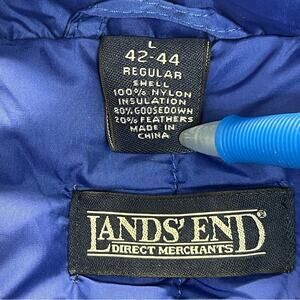 L
42-44
REGULAR
SHELL
100% NYLON
INSULATION
80% GOOSEDOWN
20% FEATHERS
MADE IN
CHINA
LANDS' END®
DIRECT MERCHANTS